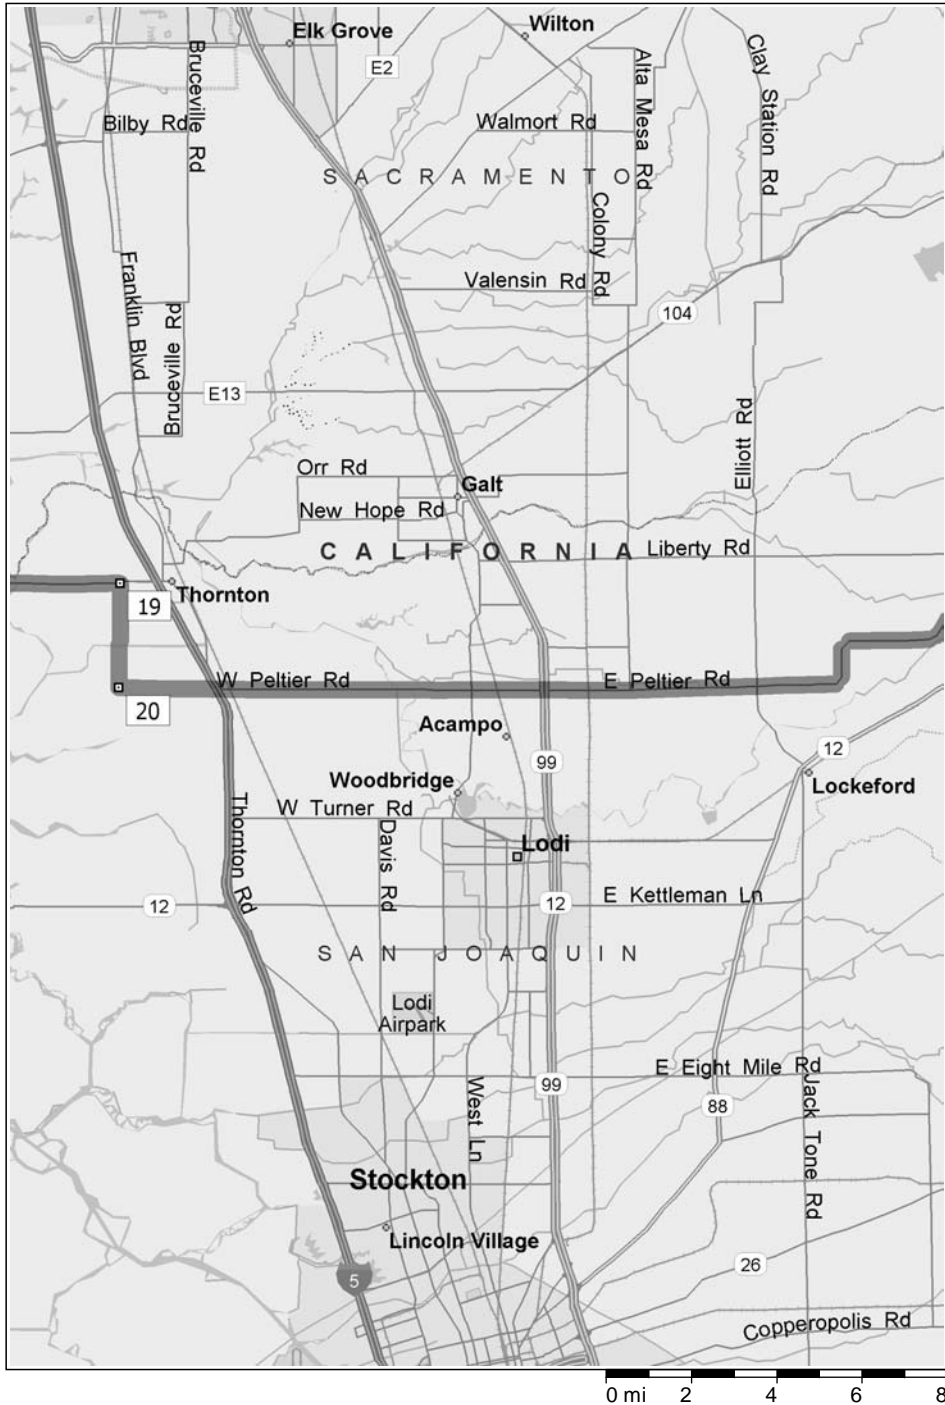 Elk Grove
Wilton
E2
Bruceville Rd
Alta Mesa Rd
Clay Station Rd
Bilby Rd
Walmort Rd
SACRAMENTO
Colony Rd
Franklin Blvd
Valensin Rd
104
Bruceville Rd
E13
Elliott Rd
Orr Rd
Galt
New Hope Rd
CALIFORNIA
Liberty Rd
Thornton
19
W Peltier Rd
E Peltier Rd
20
Acampo
99
12
Woodbridge
Lockeford
W Turner Rd
Thornton Rd
Davis Rd
Lodi
E Kettleman Ln
12
12
SAN JOAQUIN
Lodi
Airpark
E Eight Mile Rd
99
West Ln
88
Jack Tone Rd
Stockton
Lincoln Village
26
5
Copperopolis Rd
0 mi 2 4 6 8